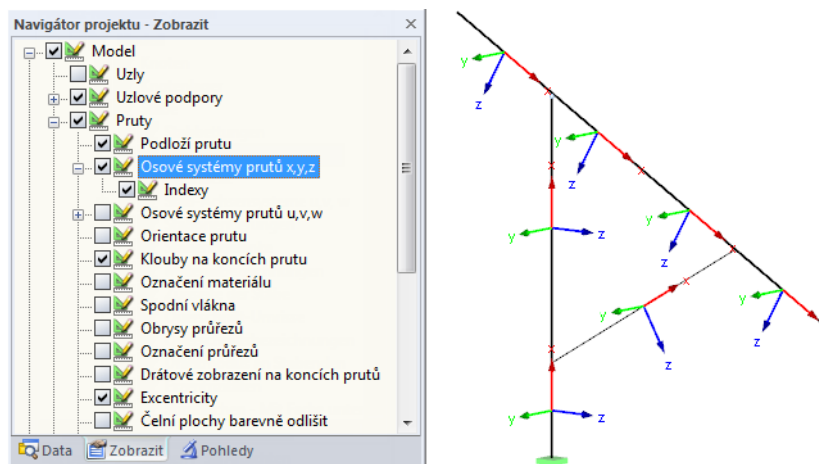 Navigátor projektu - Zobrazit
Model
Uzly
Uzlové podpory
Pruty
Podloží prutu
Osové systémy prutů x,y,z
Indexy
Osové systémy prutů u,v,w
Orientace prutu
Klouby na koncích prutu
Označení materiálu
Spodní vlákna
Obrysy průřezů
Označení průřezů
Drátové zobrazení na koncích prutů
Excentricity
Čelní plochy barevně odlišit
Data Zobrazit Pohledy
y
x
z
y
x
x
z
y
y z
x
z
x
y
y
z
x
z
y z